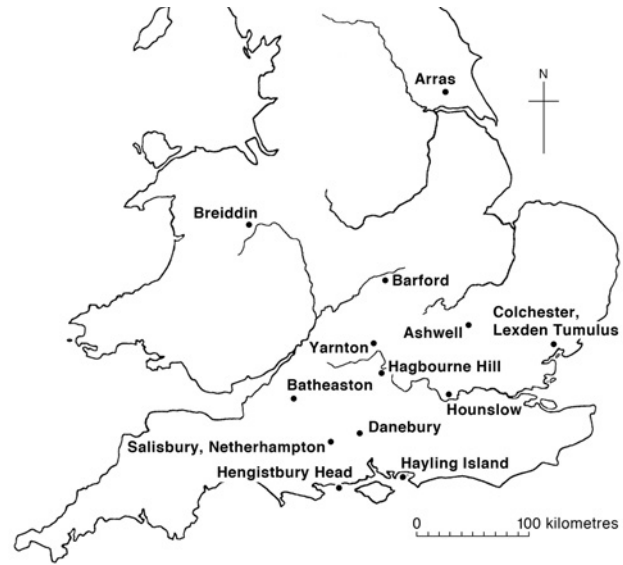 Arras
N
Breiddin
Barford
Colchester,
Lexden Tumulus
Ashwell
Yarnton
Hagbourne Hill
Batheaston
Hounslow
Danebury
Salisbury, Netherhampton
Hengistbury Head
Hayling Island
0 100 kilometres